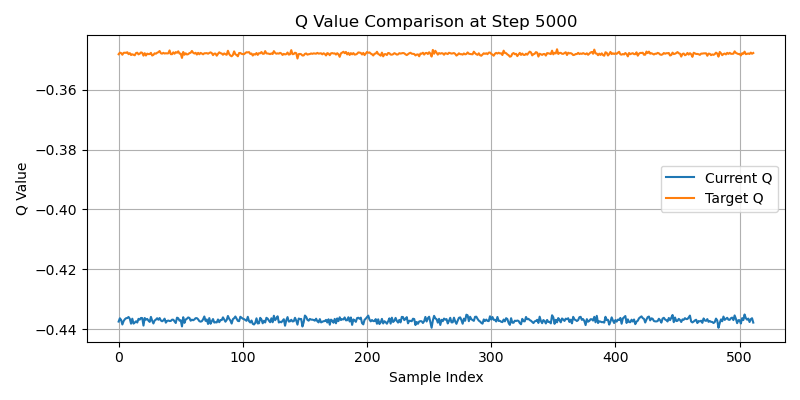 Q Value Comparison at Step 5000
Q Value
−0.36
−0.38
−0.40
−0.42
−0.44
Current Q
Target Q
0
100
200
300
400
500
Sample Index